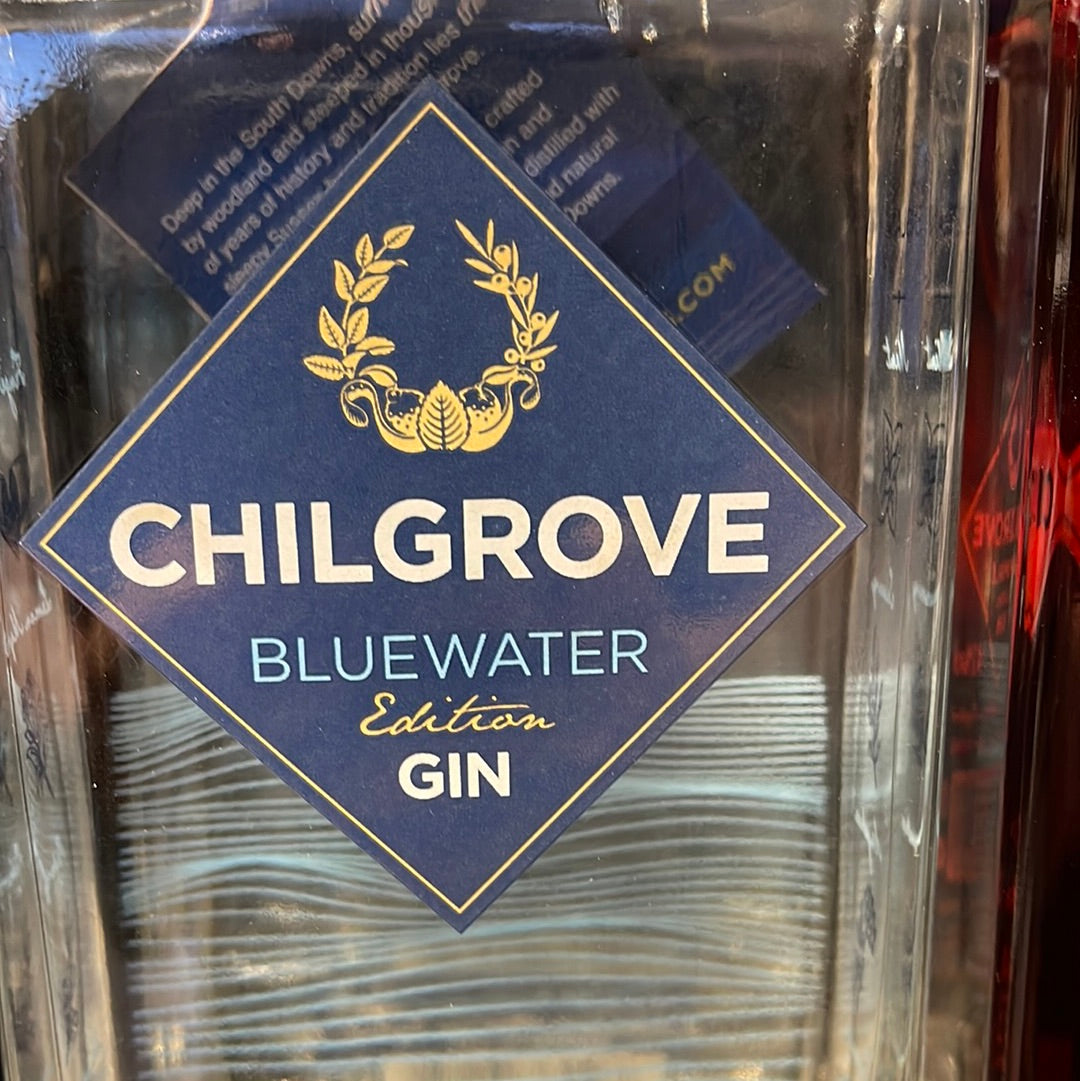 Deep in the South Downs,
by woodland and steeped in
of years of history and tradition lies
crafted
and
distilled with
natural
Downs.
.COM
CHILGROVE
BLUEWATER
Edition
GIN